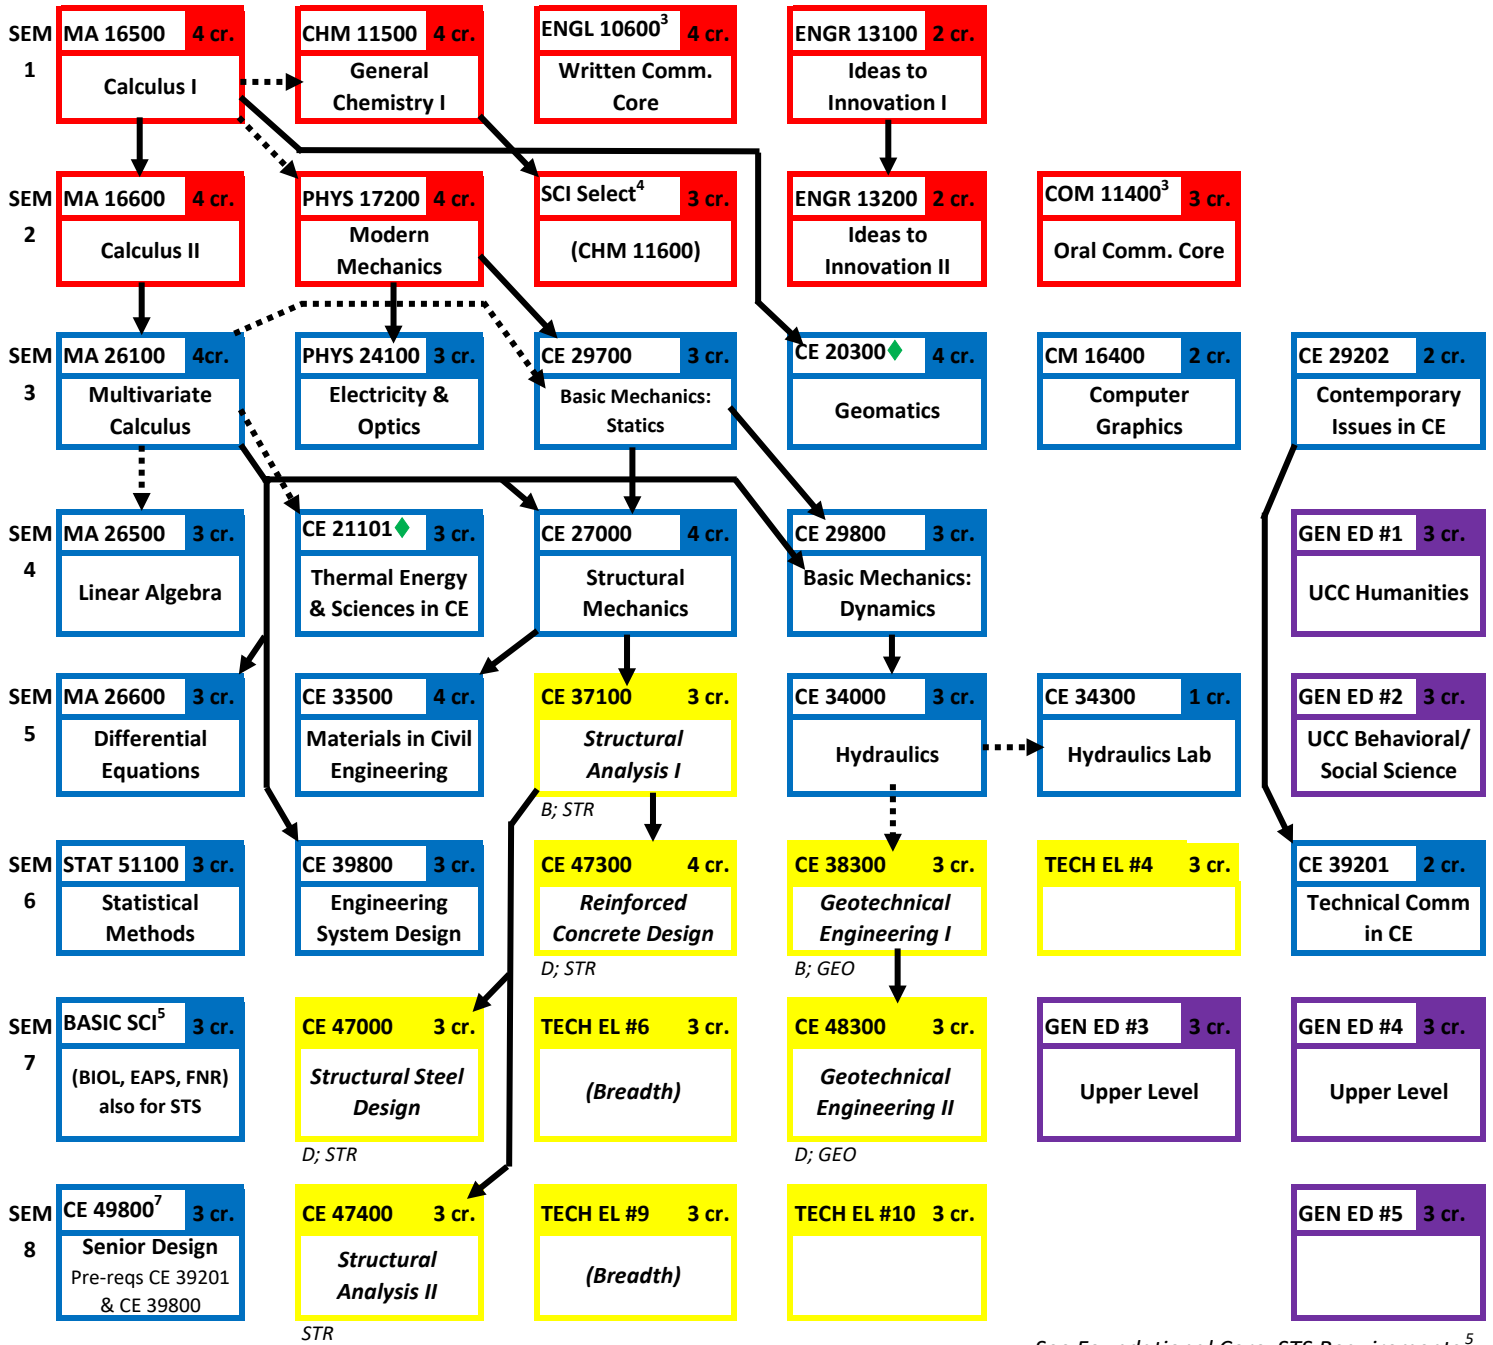 SEM
1
MA 16500 4 cr.
Calculus I
CHM 11500 4 cr.
General
Chemistry I
ENGL 10600³ 4 cr.
Written Comm.
Core
ENGR 13100 2 cr.
Ideas to
Innovation I
SEM
2
MA 16600 4 cr.
Calculus II
PHYS 17200 4 cr.
Modern
Mechanics
SCI Select⁴ 3 cr.
(CHM 11600)
ENGR 13200 2 cr.
Ideas to
Innovation II
COM 11400³ 3 cr.
Oral Comm. Core
SEM
3
MA 26100 4cr.
Multivariate
Calculus
PHYS 24100 3 cr.
Electricity &
Optics
CE 29700 3 cr.
Basic Mechanics:
Statics
CE 20300♦ 4 cr.
Geomatics
CM 16400 2 cr.
Computer
Graphics
CE 29202 2 cr.
Contemporary
Issues in CE
SEM
4
MA 26500 3 cr.
Linear Algebra
CE 21101♦ 3 cr.
Thermal Energy
& Sciences in CE
CE 27000 4 cr.
Structural
Mechanics
CE 29800 3 cr.
Basic Mechanics:
Dynamics
GEN ED #1 3 cr.
UCC Humanities
SEM
5
MA 26600 3 cr.
Differential
Equations
CE 33500 4 cr.
Materials in Civil
Engineering
CE 37100 3 cr.
Structural
Analysis I
B; STR
CE 34000 3 cr.
Hydraulics
CE 34300 1 cr.
Hydraulics Lab
GEN ED #2 3 cr.
UCC Behavioral/
Social Science
SEM
6
STAT 51100 3 cr.
Statistical
Methods
CE 39800 3 cr.
Engineering
System Design
CE 47300 4 cr.
Reinforced
Concrete Design
D; STR
CE 38300 3 cr.
Geotechnical
Engineering I
B; GEO
TECH EL #4 3 cr.
CE 39201 2 cr.
Technical Comm
in CE
SEM
7
BASIC SCI⁵ 3 cr.
(BIOL, EAPS, FNR)
also for STS
CE 47000 3 cr.
Structural Steel
Design
D; STR
TECH EL #6 3 cr.
(Breadth)
CE 48300 3 cr.
Geotechnical
Engineering II
D; GEO
GEN ED #3 3 cr.
Upper Level
GEN ED #4 3 cr.
Upper Level
SEM
8
CE 49800⁷ 3 cr.
Senior Design
Pre-reqs CE 39201
& CE 39800
CE 47400 3 cr.
Structural
Analysis II
STR
TECH EL #9 3 cr.
(Breadth)
TECH EL #10 3 cr.
GEN ED #5 3 cr.
See Foundational Core, STS Requirements⁵